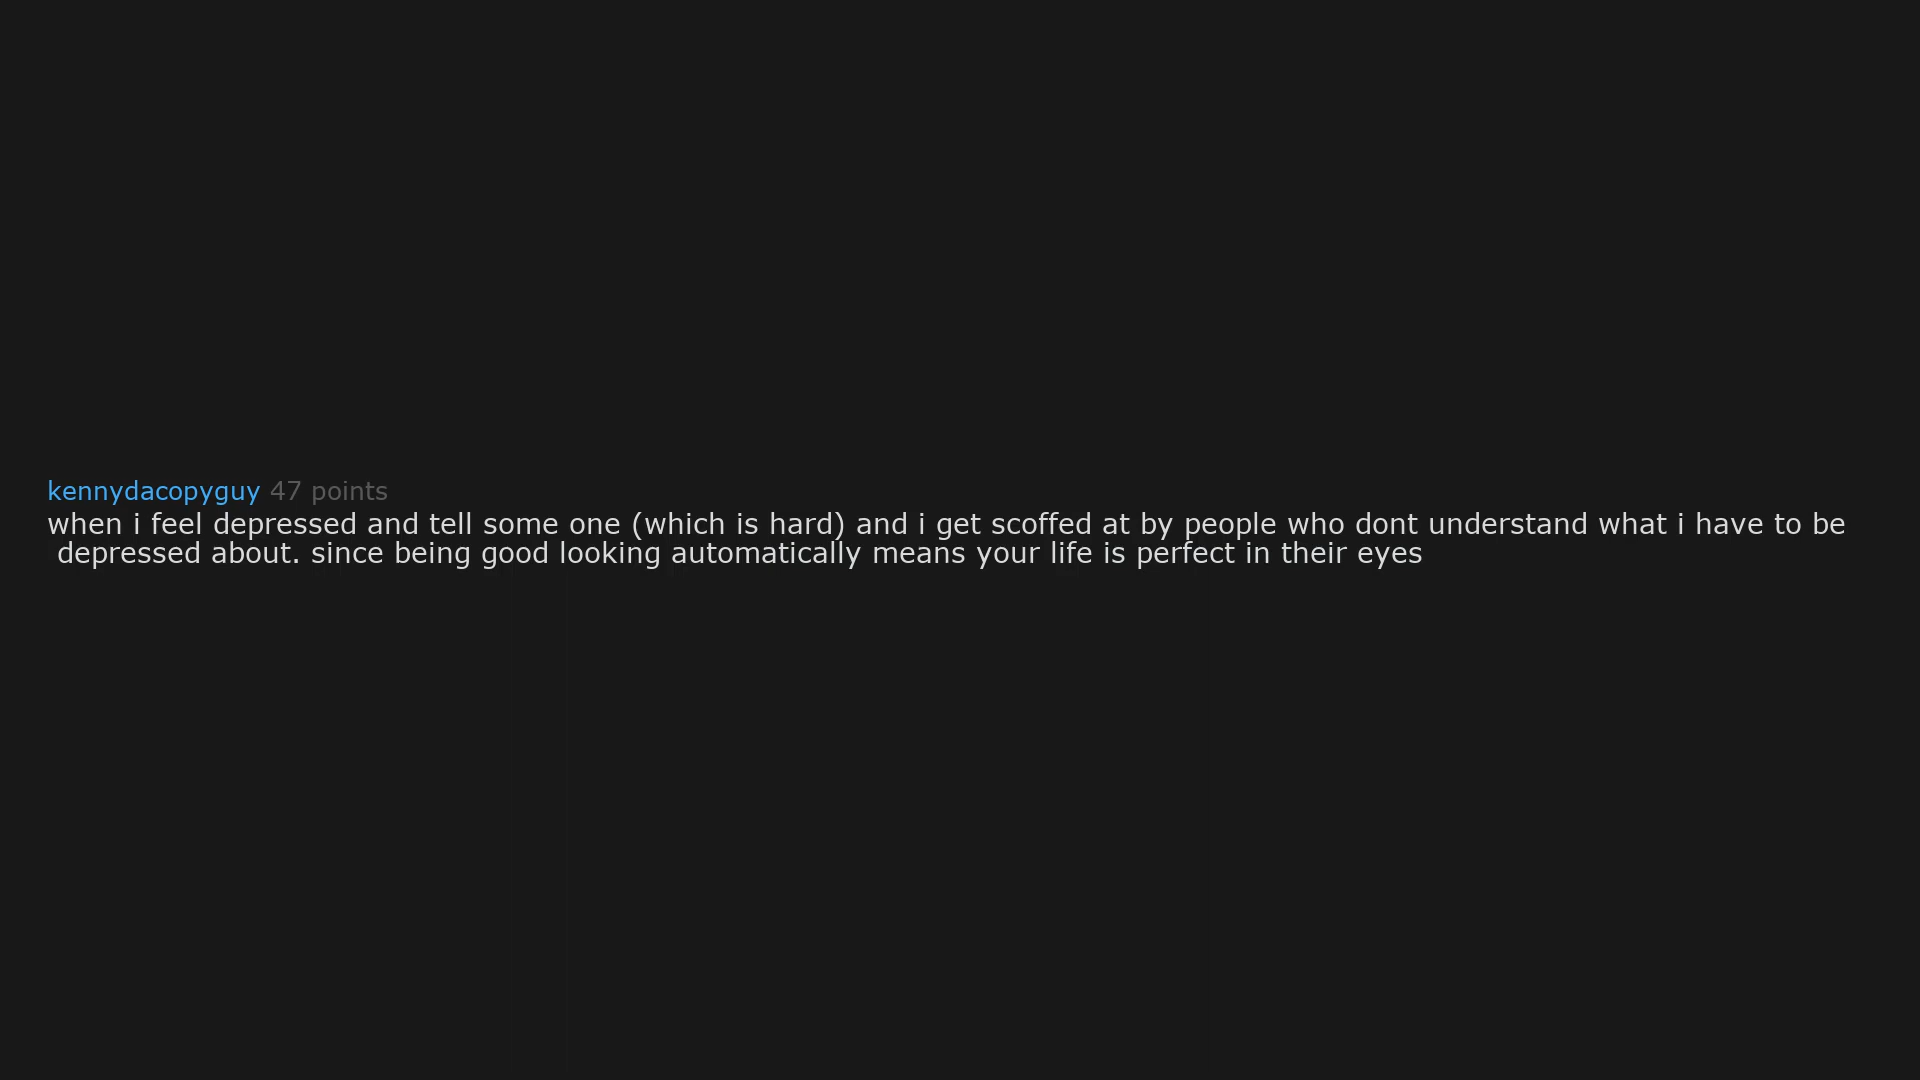 kennydacopyguy 47 points
when i feel depressed and tell some one (which is hard) and i get scoffed at by people who dont understand what i have to be
depressed about. since being good looking automatically means your life is perfect in their eyes